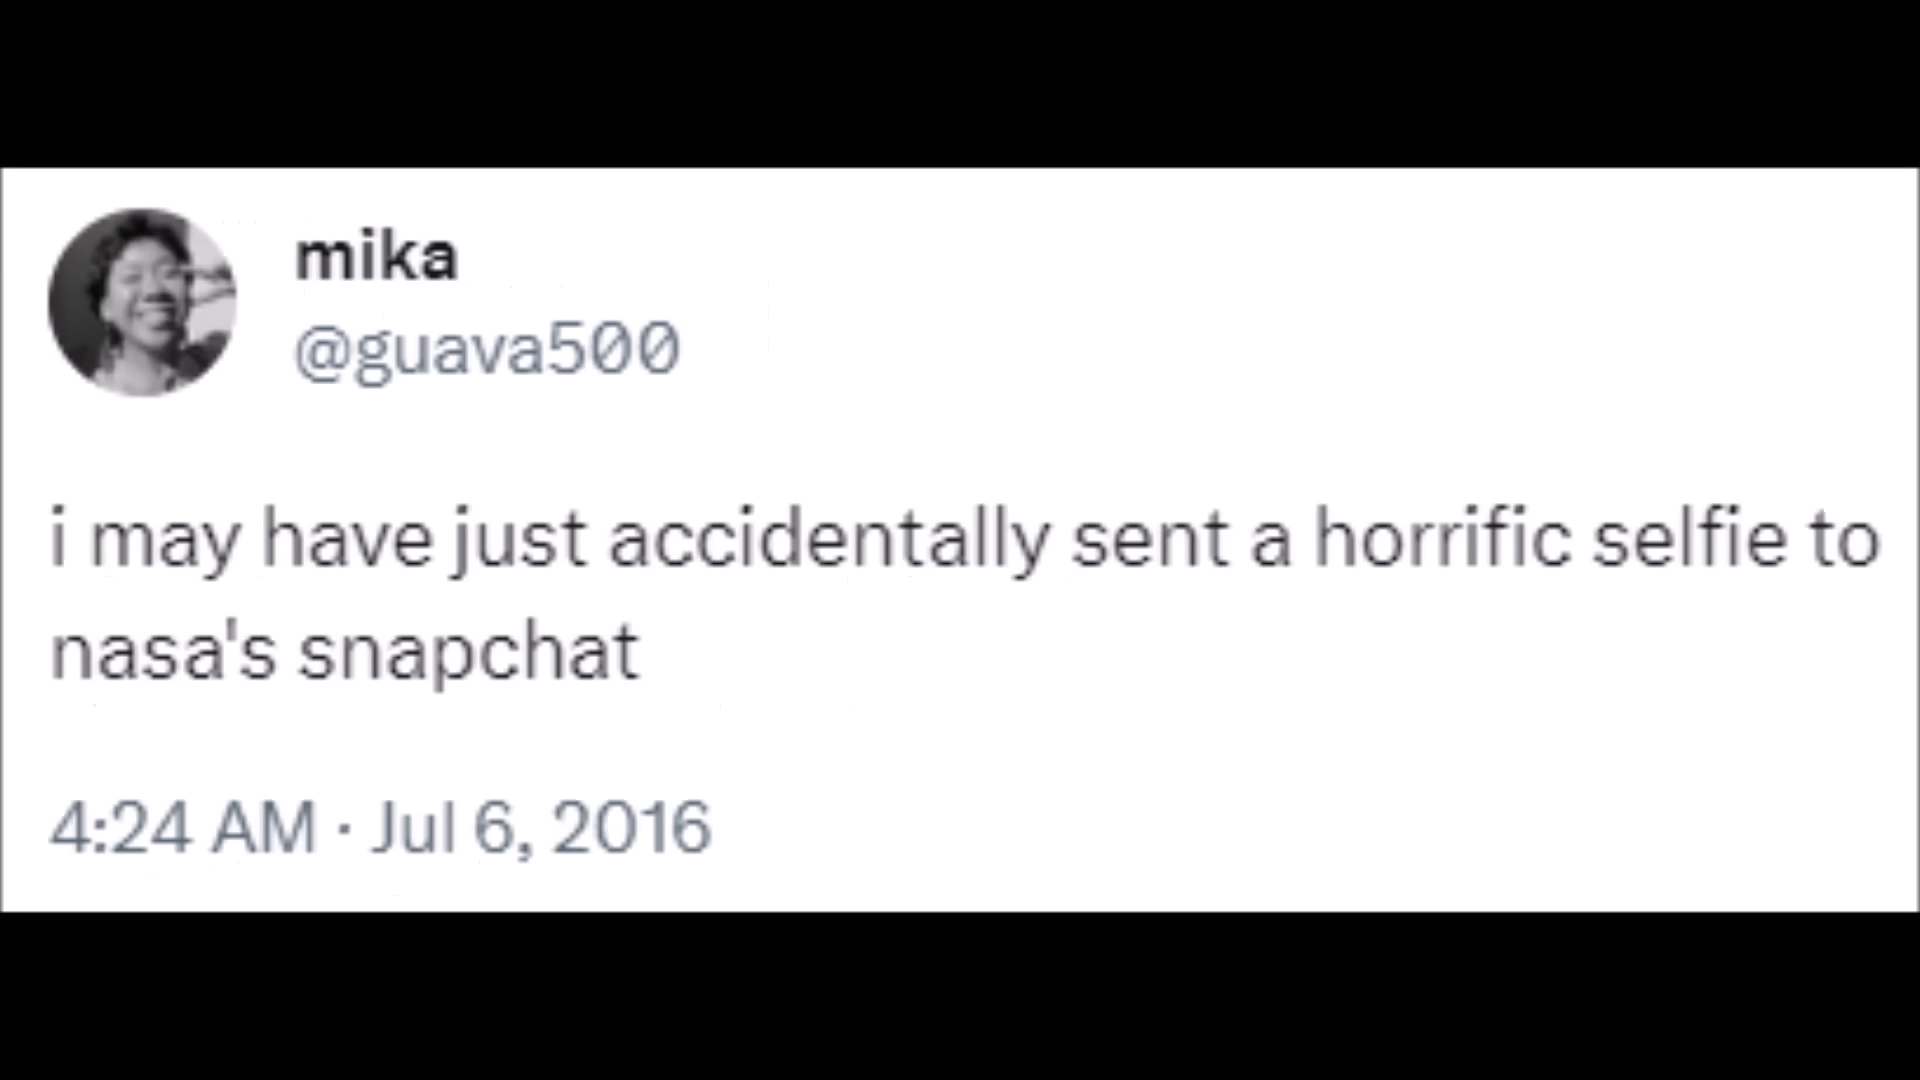 mika
@guava500
i may have just accidentally sent a horrific selfie to
nasa's snapchat
4:24 AM · Jul 6, 2016